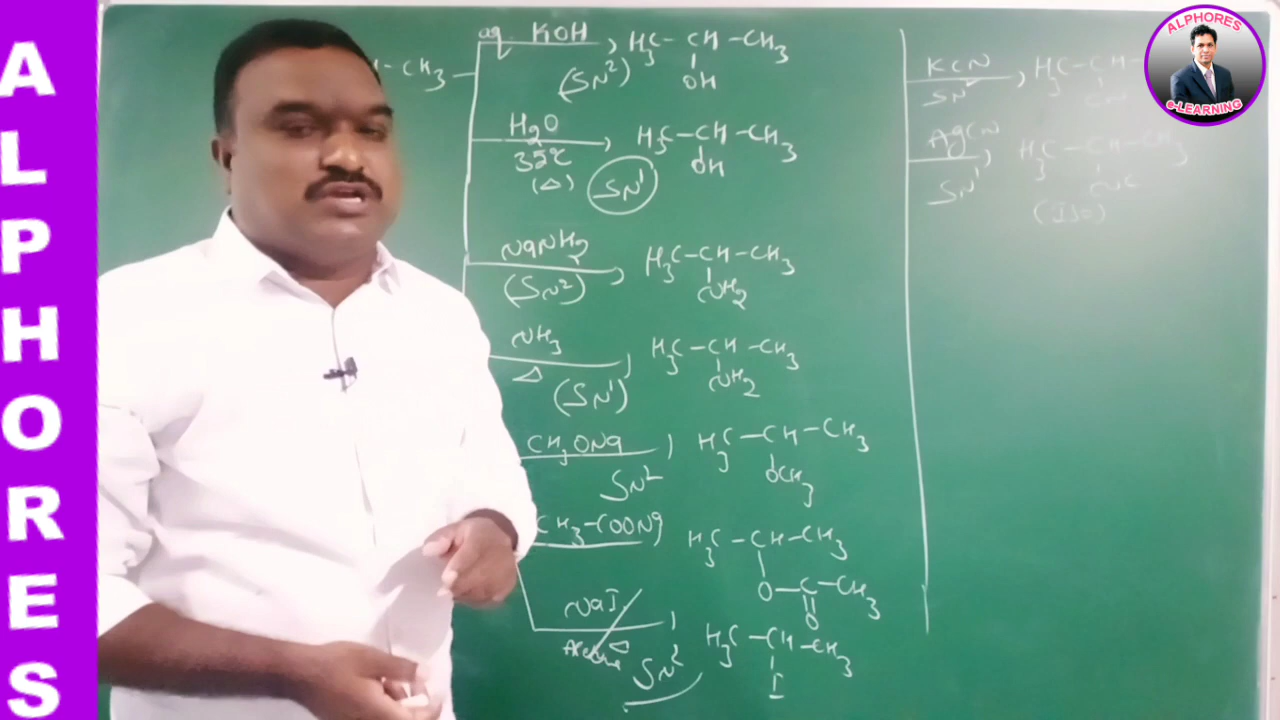 ALPHORES
ALPHORES
e-LEARNING
– CH3
aq. KOH
(SN2)
H3C – CH – CH3
OH
H2O
35°C
(Δ)
SN1
H3C – CH – CH3
OH
NaNH2
(SN2)
H3C – CH – CH3
NH2
NH3
Δ
(SN1)
H3C – CH – CH3
NH2
CH3ONa
SN2
H3C – CH – CH3
OCH3
CH3-COONa
H3C – CH – CH3
O – C – CH3
O
NaI
SN2
H3C – CH – CH3
I
KCN
H3C – CH –
CN
AgCN
SN1
H3C – CH – CH3
NC